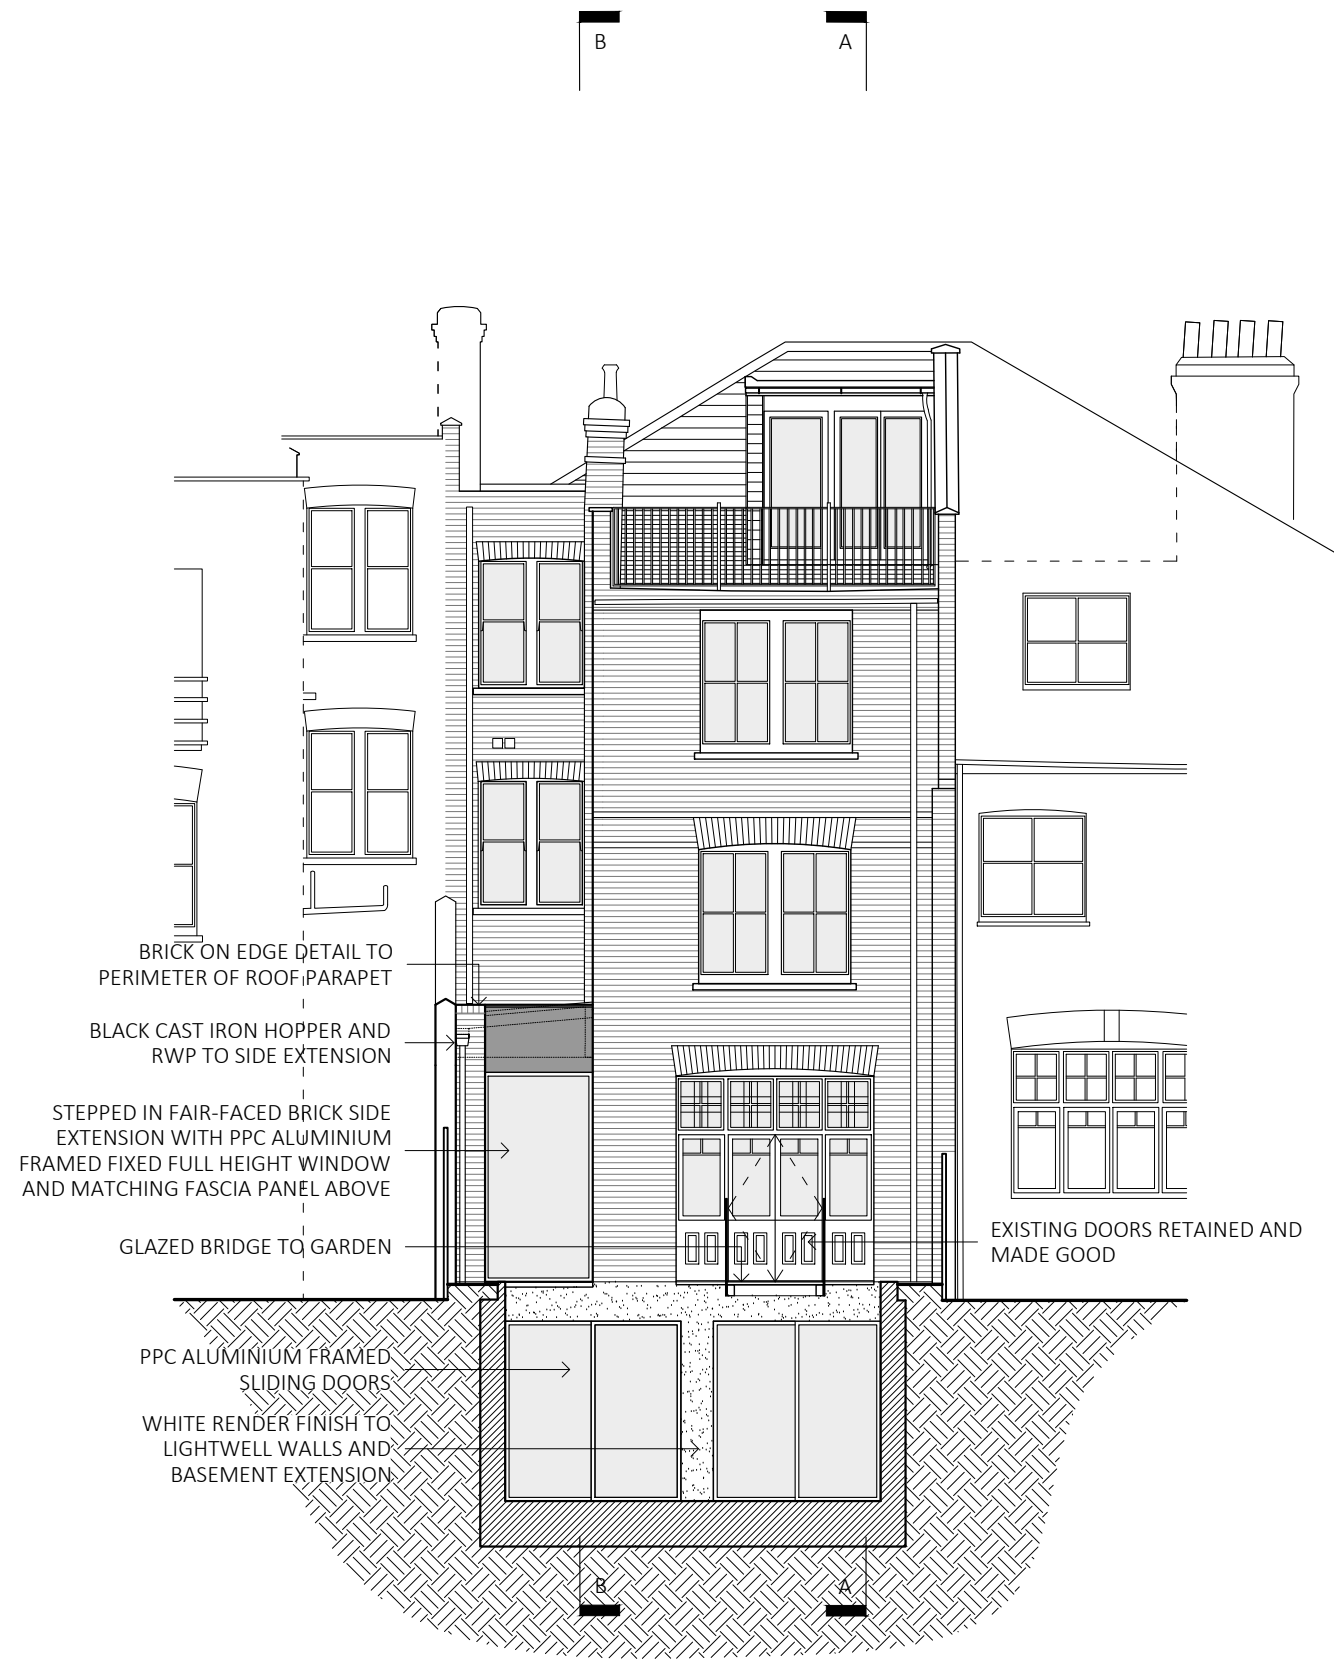 B
A
BRICK ON EDGE DETAIL TO
PERIMETER OF ROOF PARAPET
BLACK CAST IRON HOPPER AND
RWP TO SIDE EXTENSION
STEPPED IN FAIR-FACED BRICK SIDE
EXTENSION WITH PPC ALUMINIUM
FRAMED FIXED FULL HEIGHT WINDOW
AND MATCHING FASCIA PANEL ABOVE
GLAZED BRIDGE TO GARDEN
EXISTING DOORS RETAINED AND
MADE GOOD
PPC ALUMINIUM FRAMED
SLIDING DOORS
WHITE RENDER FINISH TO
LIGHTWELL WALLS AND
BASEMENT EXTENSION
B
A